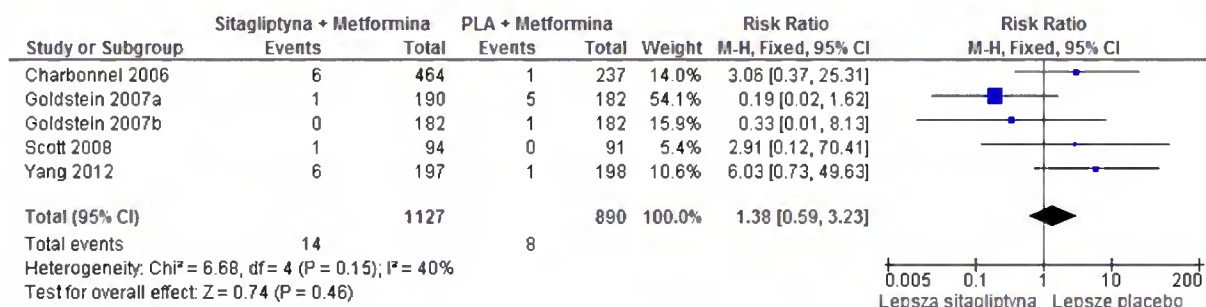 Sitagliptyna + Metformina PLA + Metformina Risk Ratio Risk Ratio
Study or Subgroup Events Total Events Total Weight M-H, Fixed, 95% CI M-H, Fixed, 95% CI
Charbonnel 2006 6 464 1 237 14.0% 3.06 [0.37, 25.31]
Goldstein 2007a 1 190 5 182 54.1% 0.19 [0.02, 1.62]
Goldstein 2007b 0 182 1 182 15.9% 0.33 [0.01, 8.13]
Scott 2008 1 94 0 91 5.4% 2.91 [0.12, 70.41]
Yang 2012 6 197 1 198 10.6% 6.03 [0.73, 49.63]
Total (95% CI) 1127 890 100.0% 1.38 [0.59, 3.23]
Total events 14 8
Heterogeneity: Chi² = 6.68, df = 4 (P = 0.15); I² = 40%
Test for overall effect: Z = 0.74 (P = 0.46)
0.005 0.1 1 10 200
Lepsza sitagliptyna Lepsze placebo